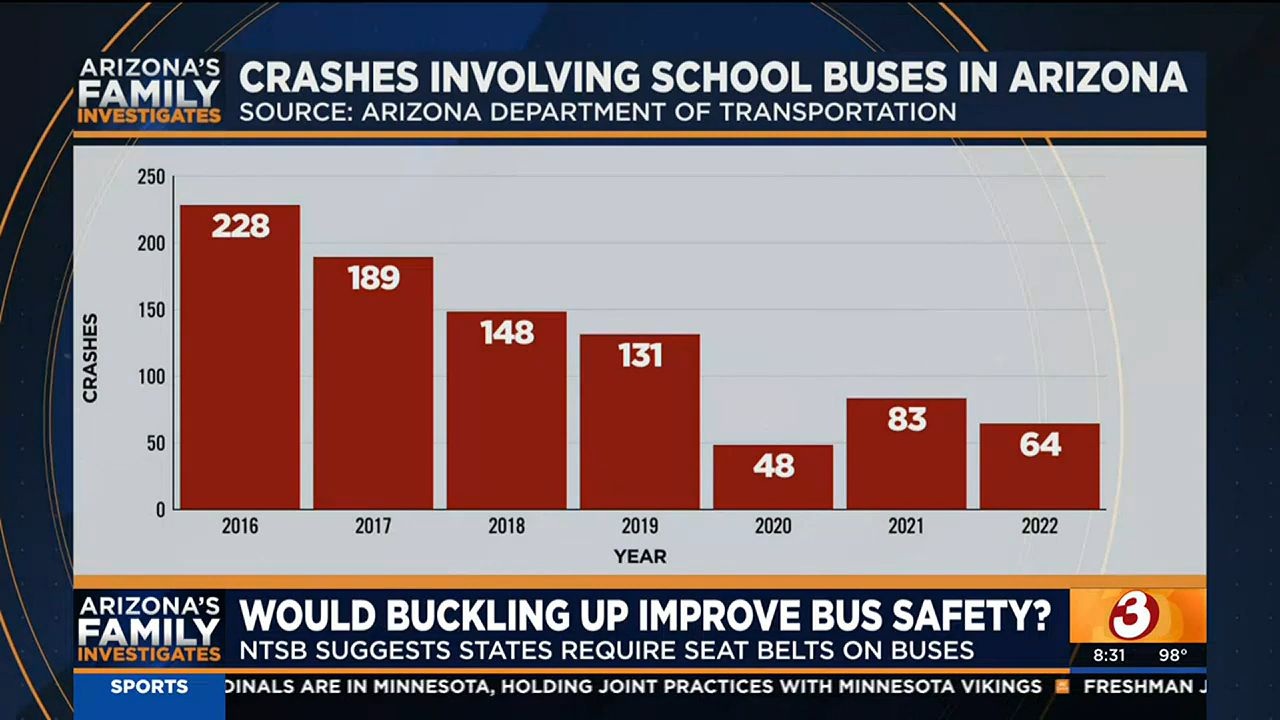 ARIZONA'S
FAMILY
INVESTIGATES
CRASHES INVOLVING SCHOOL BUSES IN ARIZONA
SOURCE: ARIZONA DEPARTMENT OF TRANSPORTATION
250
200
150
100
50
0
CRASHES
228
189
148
131
48
83
64
2016
2017
2018
2019
2020
2021
2022
YEAR
ARIZONA'S
FAMILY
INVESTIGATES
WOULD BUCKLING UP IMPROVE BUS SAFETY?
NTSB SUGGESTS STATES REQUIRE SEAT BELTS ON BUSES
3
8:31 98°
SPORTS
DINALS ARE IN MINNESOTA, HOLDING JOINT PRACTICES WITH MINNESOTA VIKINGS
FRESHMAN J